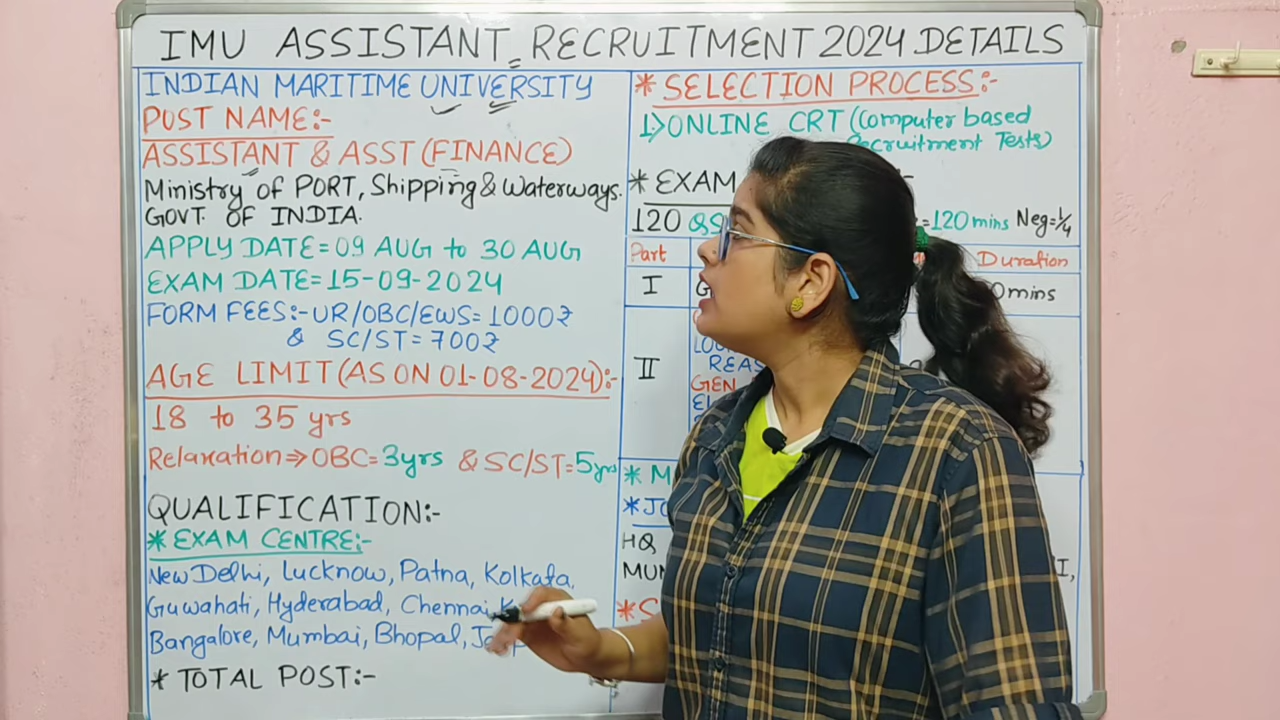 IMU ASSISTANT RECRUITMENT 2024 DETAILS
INDIAN MARITIME UNIVERSITY
POST NAME:-
ASSISTANT & ASST (FINANCE)
Ministry of PORT, Shipping & Waterways.
GOVT OF INDIA.
APPLY DATE = 09 AUG to 30 AUG
EXAM DATE = 15-09-2024
FORM FEES:- UR/OBC/EWS = 1000₹
& SC/ST = 700₹
AGE LIMIT (AS ON 01-08-2024):-
18 to 35 yrs
Relaxation ⇒ OBC = 3yrs & SC/ST = 5yrs
QUALIFICATION:-
* EXAM CENTRE:-
New Delhi, Lucknow, Patna, Kolkata,
Guwahati, Hyderabad, Chennai,
Bangalore, Mumbai, Bhopal,
* TOTAL POST:-
* SELECTION PROCESS:-
1.> ONLINE CRT (Computer based
Recruitment Tests)
* EXAM
120 = 120 mins Neg = 1/4
Part Duration
I mins
II
REAS
GEN
HQ